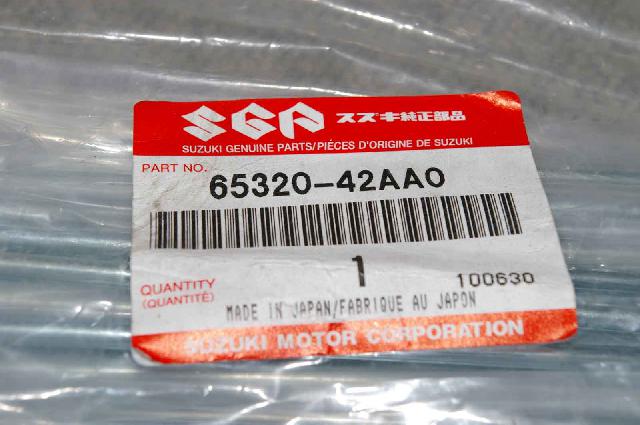 SGP スズキ純正部品
SUZUKI GENUINE PARTS/PIÉCES D'ORIGINE DE SUZUKI
PART NO. 65320-42AA0
QUANTITY 1 100630
(QUANTITÉ)
MADE IN JAPAN/FABRIQUE AU JAPON
SUZUKI MOTOR CORPORATION